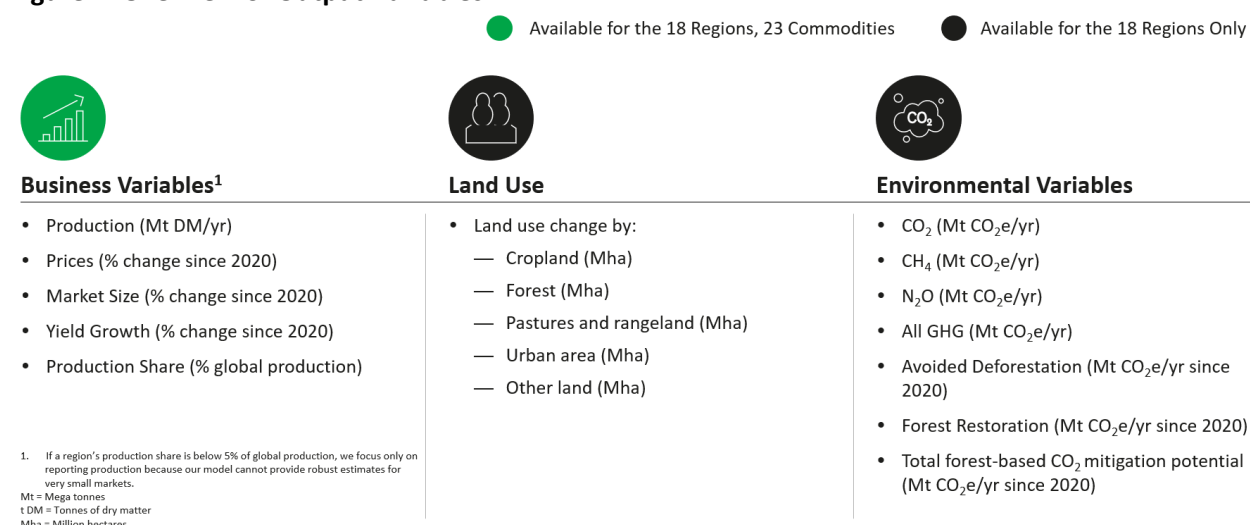 Available for the 18 Regions, 23 Commodities
Available for the 18 Regions Only
CO₂
Business Variables¹
• Production (Mt DM/yr)
• Prices (% change since 2020)
• Market Size (% change since 2020)
• Yield Growth (% change since 2020)
• Production Share (% global production)
1. If a region's production share is below 5% of global production, we focus only on
reporting production because our model cannot provide robust estimates for
very small markets.
Mt = Mega tonnes
t DM = Tonnes of dry matter
Mha = Million hectares
Land Use
• Land use change by:
— Cropland (Mha)
— Forest (Mha)
— Pastures and rangeland (Mha)
— Urban area (Mha)
— Other land (Mha)
Environmental Variables
• CO₂ (Mt CO₂e/yr)
• CH₄ (Mt CO₂e/yr)
• N₂O (Mt CO₂e/yr)
• All GHG (Mt CO₂e/yr)
• Avoided Deforestation (Mt CO₂e/yr since
2020)
• Forest Restoration (Mt CO₂e/yr since 2020)
• Total forest-based CO₂ mitigation potential
(Mt CO₂e/yr since 2020)